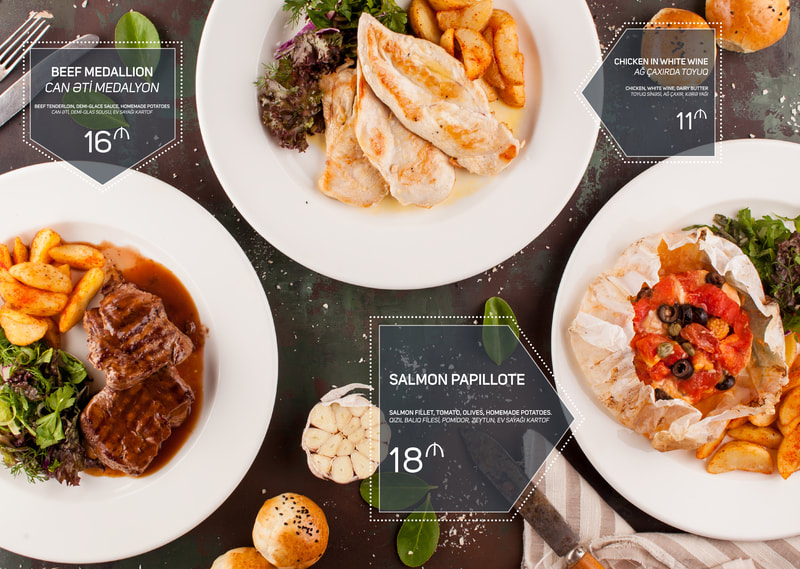 BEEF MEDALLION
CAN ƏTİ MEDALYON
BEEF TENDERLOIN, DEMI-GLACE SAUCE, HOMEMADE POTATOES
CAN ƏTİ, DEMİ-QLAS SOUSU, EV SAYAĞI KARTOF
16 ₼
CHICKEN IN WHITE WINE
AĞ ÇAXIRDA TOYUQ
CHICKEN, WHITE WINE, DAIRY BUTTER
TOYUQ SİNƏSİ, AĞ ÇAXIR, KƏRƏ YAĞI
11 ₼
SALMON PAPILLOTE
SALMON FILLET, TOMATO, OLIVES, HOMEMADE POTATOES.
QIZIL BALIQ FİLESİ, POMİDOR, ZEYTUN, EV SAYAĞI KARTOF
18 ₼